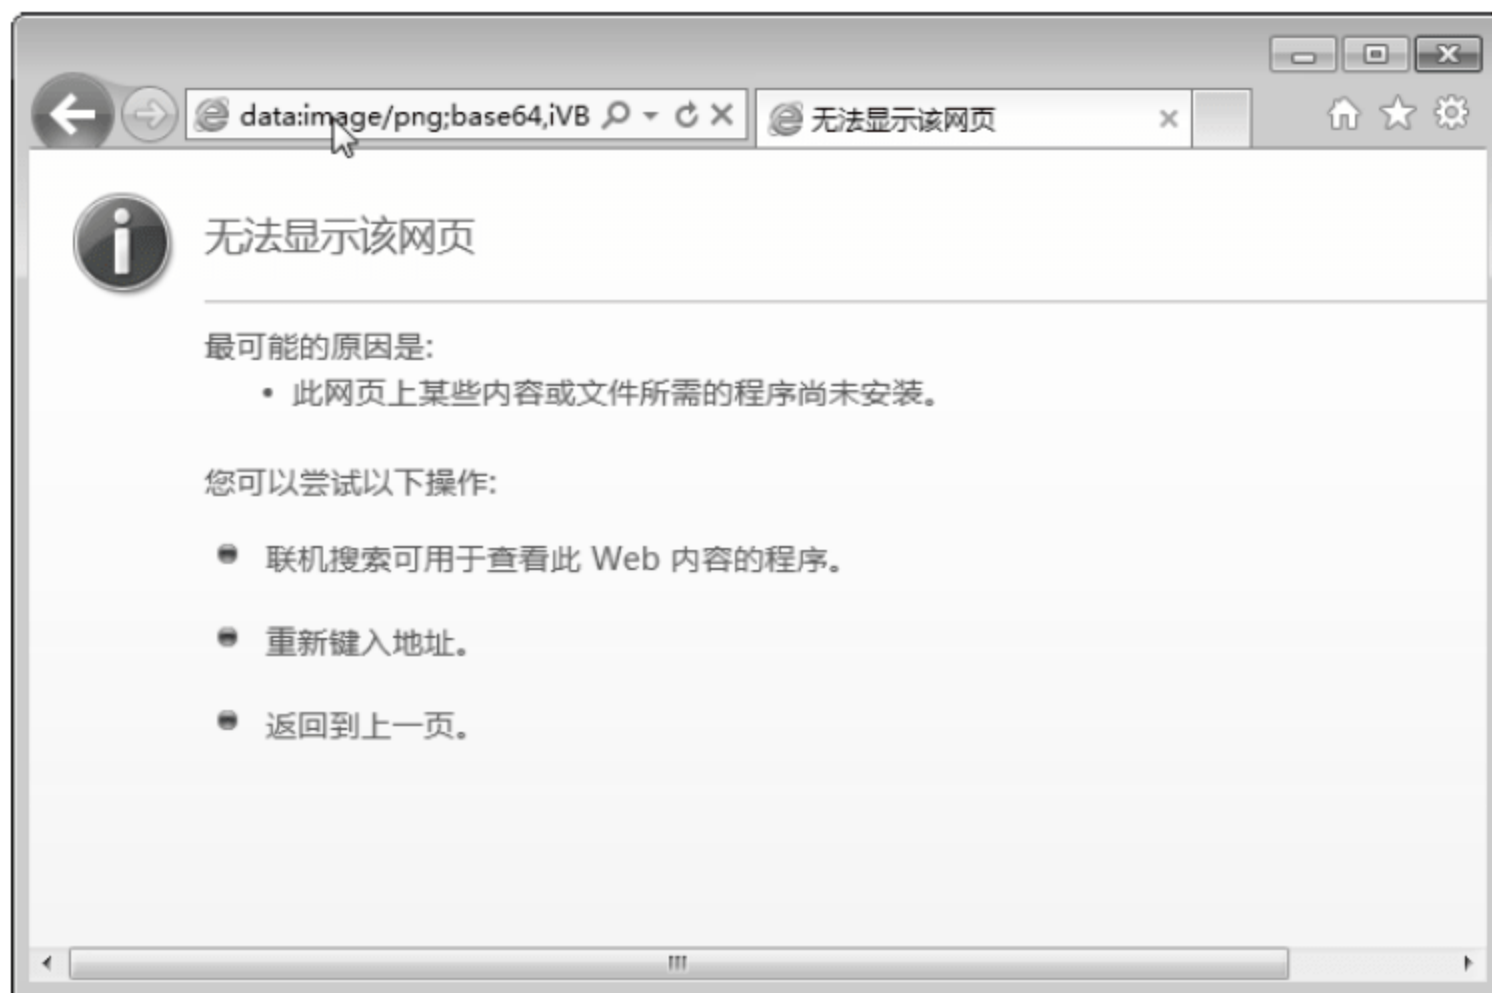 data:image/png;base64,iVB
无法显示该网页
无法显示该网页
最可能的原因是:
• 此网页上某些内容或文件所需的程序尚未安装。
您可以尝试以下操作:
联机搜索可用于查看此 Web 内容的程序。
重新键入地址。
返回到上一页。